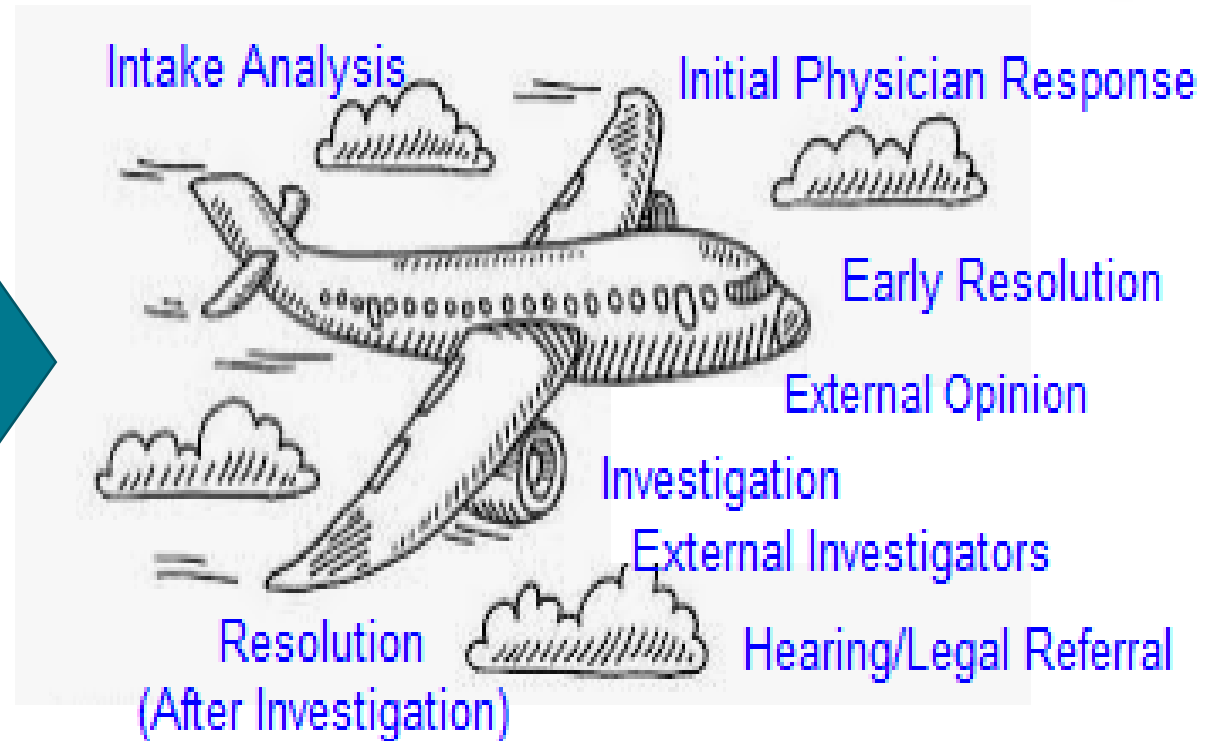 Intake Analysis
Initial Physician Response
Early Resolution
External Opinion
Investigation
External Investigators
Resolution
(After Investigation)
Hearing/Legal Referral